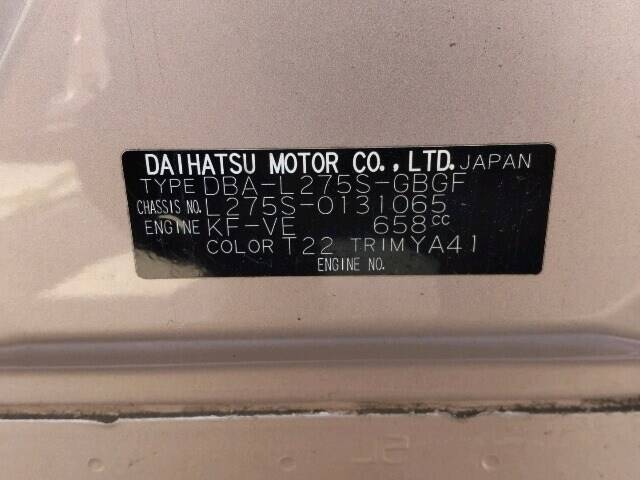 DAIHATSU MOTOR CO.,LTD. JAPAN
TYPE DBA-L275S-GBGF
CHASSIS NO. L275S-0131065
ENGINE KF-VE 658cc
COLOR T22 TRIM YA41
ENGINE NO.